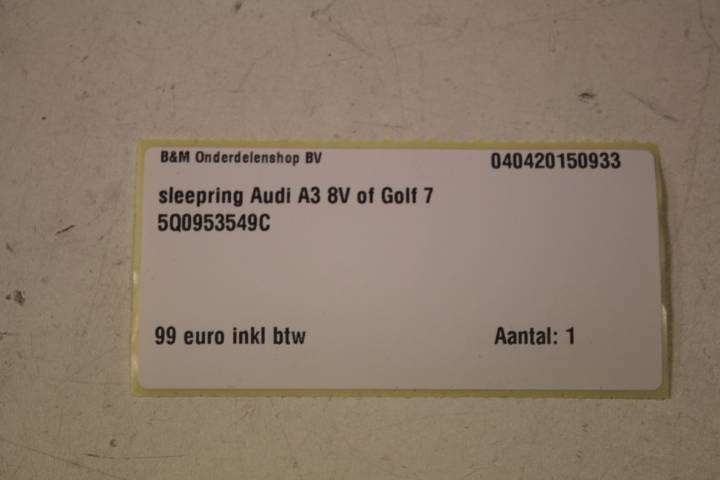 B&M Onderdelenshop BV 040420150933
sleepring Audi A3 8V of Golf 7
5Q0953549C
99 euro inkl btw Aantal: 1